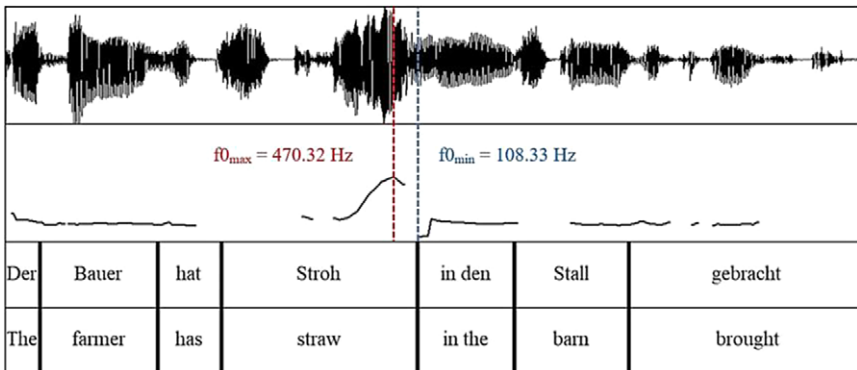 f0max = 470.32 Hz f0min = 108.33 Hz
Der Bauer hat Stroh in den Stall gebracht
The farmer has straw in the barn brought